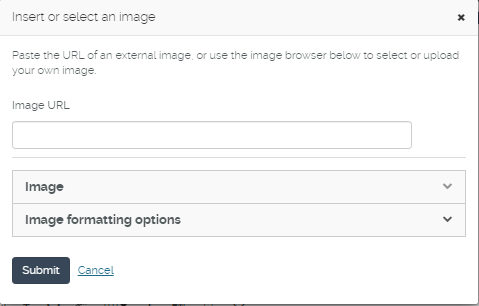 Insert or select an image
Paste the URL of an external image, or use the image browser below to select or upload
your own image.
Image URL
Image
Image formatting options
Submit Cancel